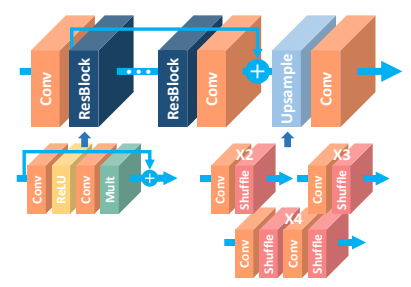 Conv
ResBlock
ResBlock
Conv
Upsample
Conv
Conv
ReLU
Conv
Mult
X2
Conv
Shuffle
X3
Conv
Shuffle
X4
Conv
Shuffle
Conv
Shuffle